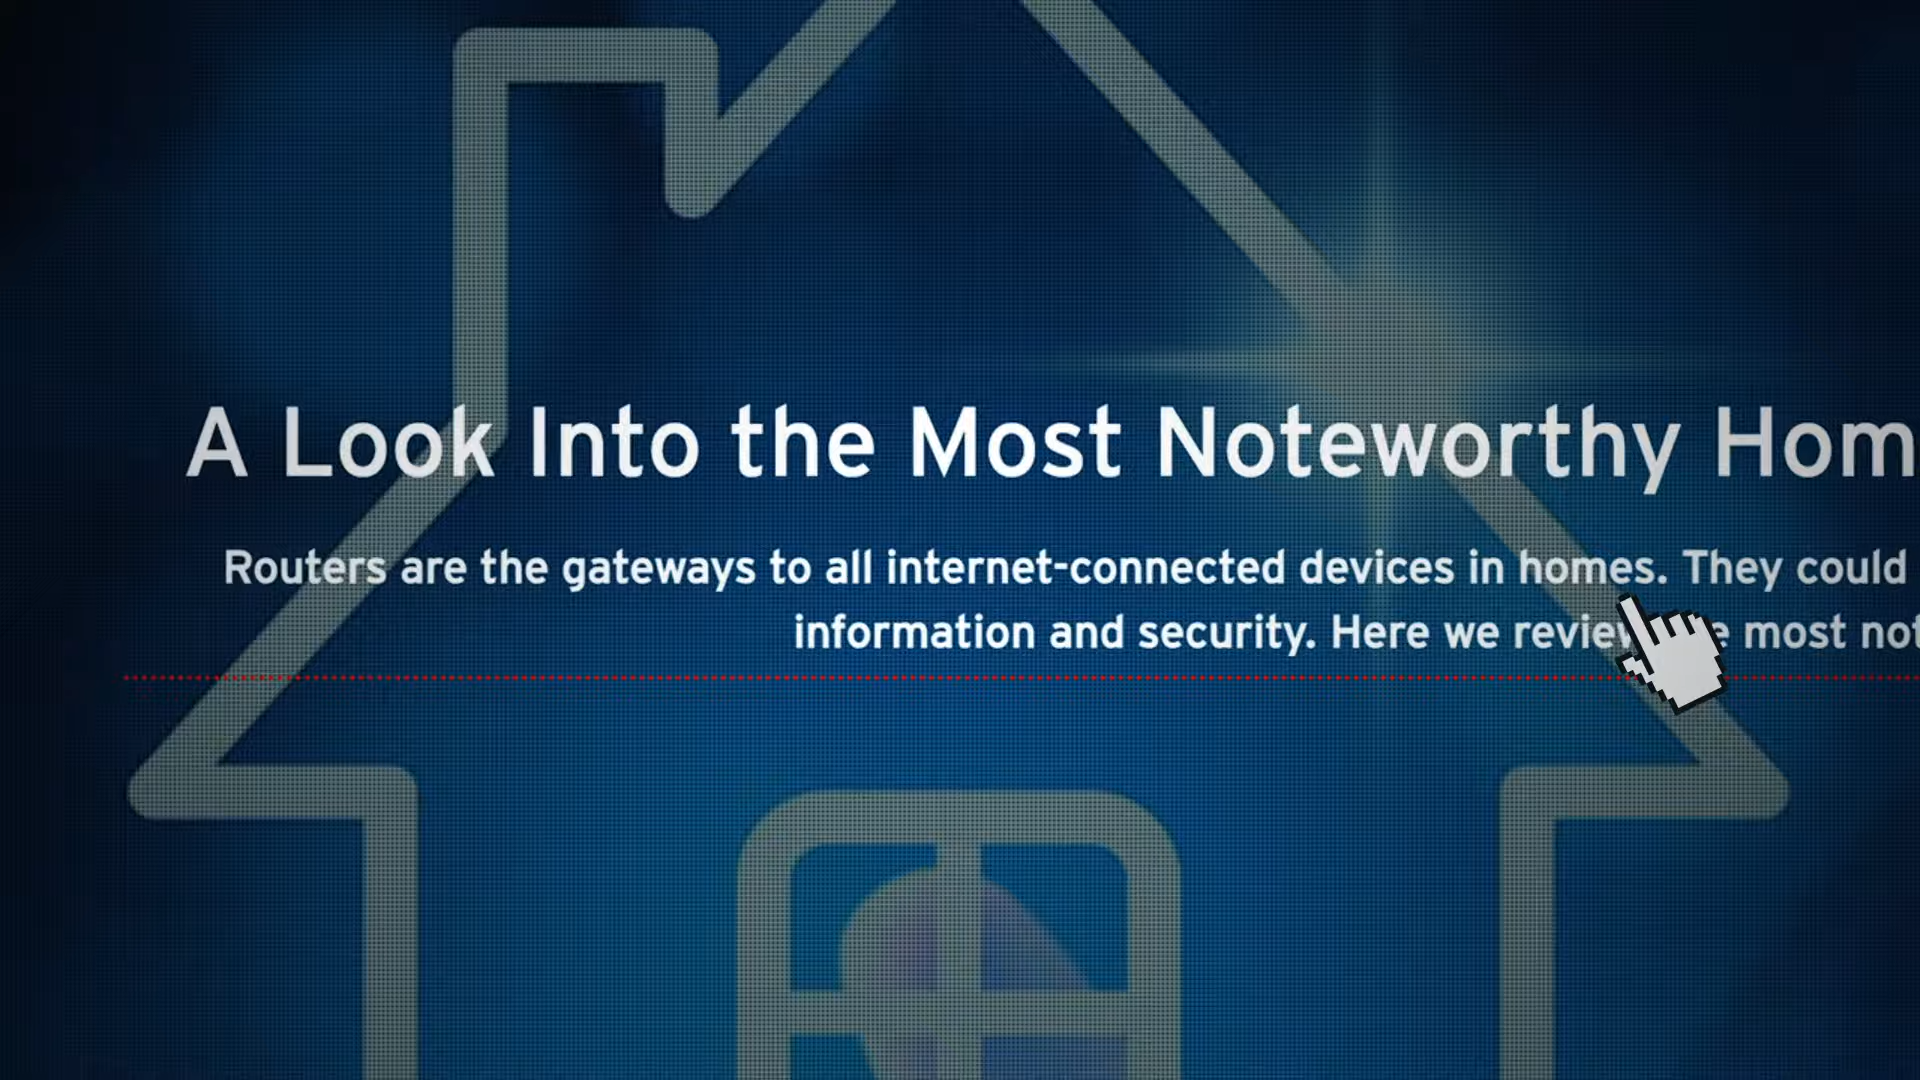 A Look Into the Most Noteworthy Hom
Routers are the gateways to all internet-connected devices in homes. They could
information and security. Here we review most not